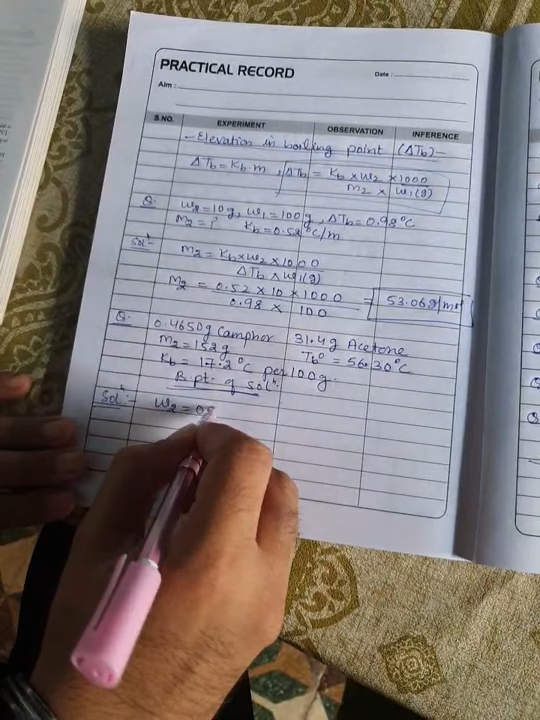 PRACTICAL RECORD
Date :
Aim :
S.NO. EXPERIMENT OBSERVATION INFERENCE
- Elevation in boiling point (ΔTb) -
ΔTb = Kb·m , ΔTb = Kb × w2 × 1000
M2 × w1(g)
Q. w2 = 10g, w1 = 100g, ΔTb = 0.98°C
M2 = ? Kb = 0.52°C/m
Solⁿ- M2 = Kb × w2 × 1000
ΔTb × w1(g)
M2 = 0.52 × 10 × 1000 = 53.06g/mol
0.98 × 100
Q. 0.4650g Camphor 31.4g Acetone
M2 = 152g Tb° = 56.30°C
Kb = 17.2°C per 100g.
B pt. of solⁿ.
Solⁿ- W2 = 0